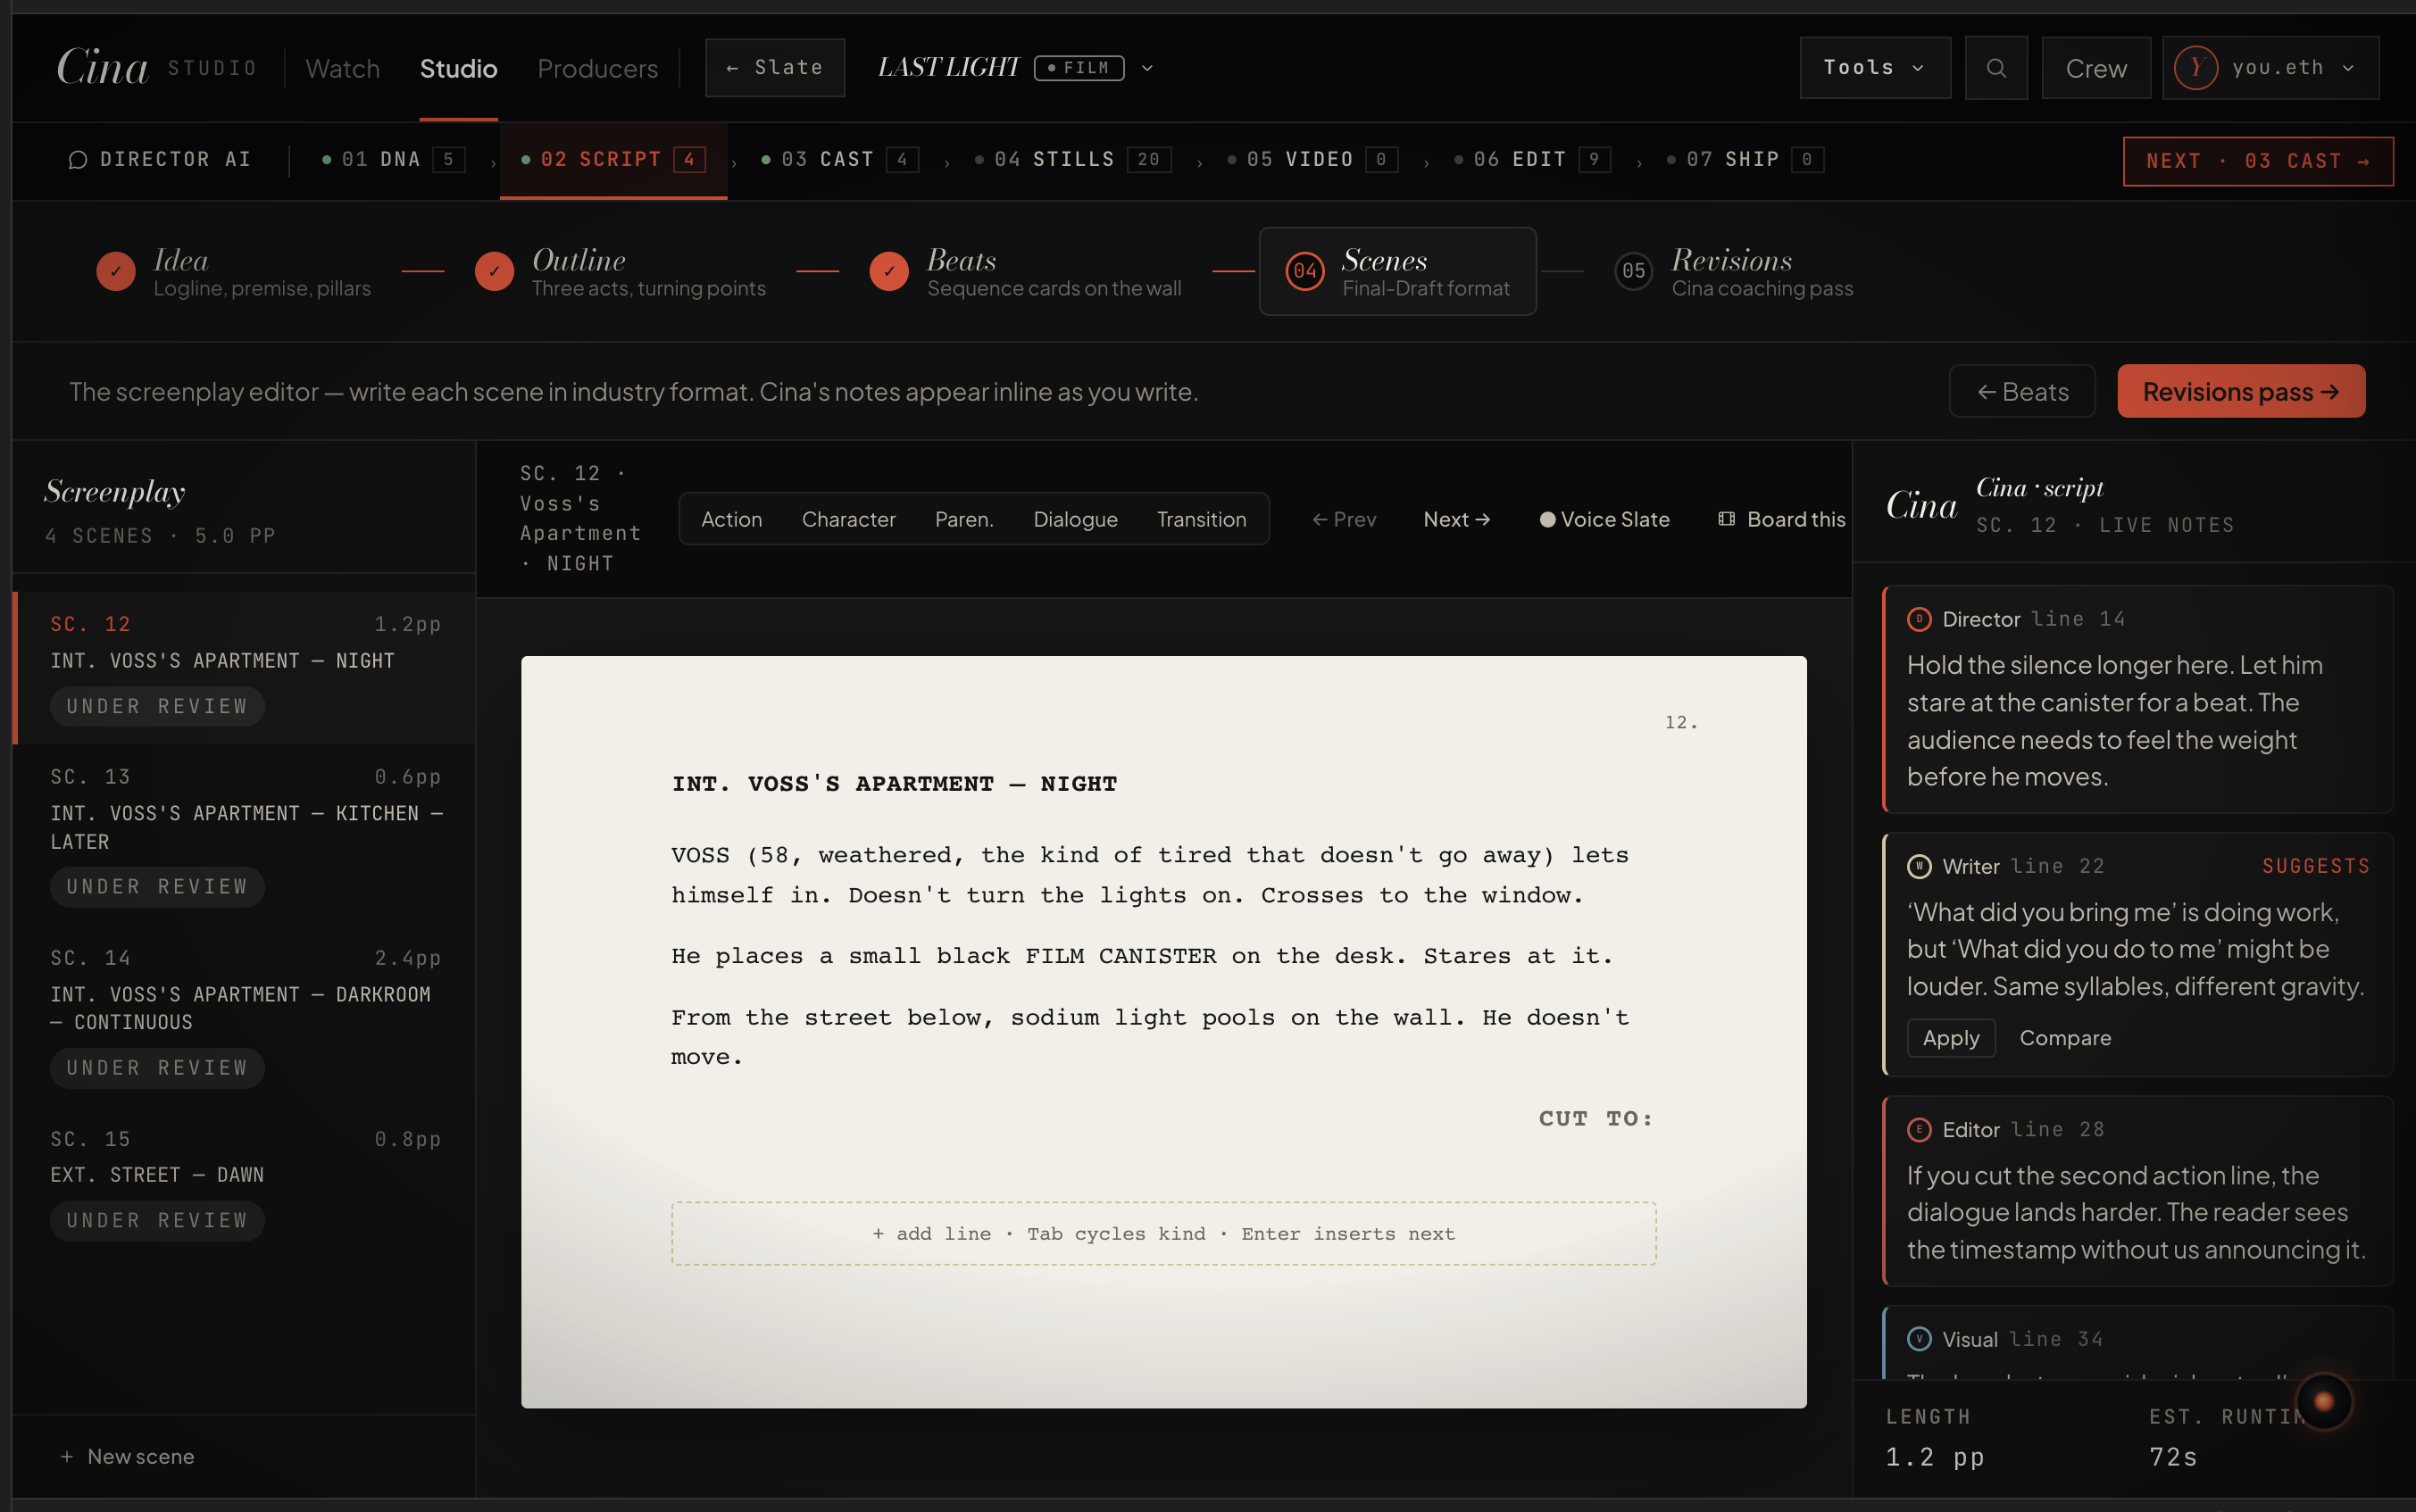 Cina STUDIO Watch Studio Producers ← Slate LAST LIGHT • FILM Tools Crew Y you.eth
DIRECTOR AI 01 DNA 5 › 02 SCRIPT 4 › 03 CAST 4 › 04 STILLS 20 › 05 VIDEO 0 › 06 EDIT 9 › 07 SHIP 0 NEXT · 03 CAST →
✓ Idea
Logline, premise, pillars
✓ Outline
Three acts, turning points
✓ Beats
Sequence cards on the wall
04 Scenes
Final-Draft format
05 Revisions
Cina coaching pass
The screenplay editor — write each scene in industry format. Cina's notes appear inline as you write.
← Beats
Revisions pass →
Screenplay
4 SCENES · 5.0 PP
SC. 12 1.2pp
INT. VOSS'S APARTMENT — NIGHT
UNDER REVIEW
SC. 13 0.6pp
INT. VOSS'S APARTMENT — KITCHEN —
LATER
UNDER REVIEW
SC. 14 2.4pp
INT. VOSS'S APARTMENT — DARKROOM
— CONTINUOUS
UNDER REVIEW
SC. 15 0.8pp
EXT. STREET — DAWN
UNDER REVIEW
+ New scene
SC. 12 ·
Voss's
Apartment
· NIGHT
Action Character Paren. Dialogue Transition
← Prev Next → Voice Slate Board this
12.
INT. VOSS'S APARTMENT — NIGHT
VOSS (58, weathered, the kind of tired that doesn't go away) lets
himself in. Doesn't turn the lights on. Crosses to the window.
He places a small black FILM CANISTER on the desk. Stares at it.
From the street below, sodium light pools on the wall. He doesn't
move.
CUT TO:
+ add line · Tab cycles kind · Enter inserts next
Cina
Cina · script
SC. 12 · LIVE NOTES
D Director line 14
Hold the silence longer here. Let him
stare at the canister for a beat. The
audience needs to feel the weight
before he moves.
W Writer line 22 SUGGESTS
‘What did you bring me’ is doing work,
but ‘What did you do to me’ might be
louder. Same syllables, different gravity.
Apply Compare
E Editor line 28
If you cut the second action line, the
dialogue lands harder. The reader sees
the timestamp without us announcing it.
V Visual line 34
LENGTH
1.2 pp
EST.
72s